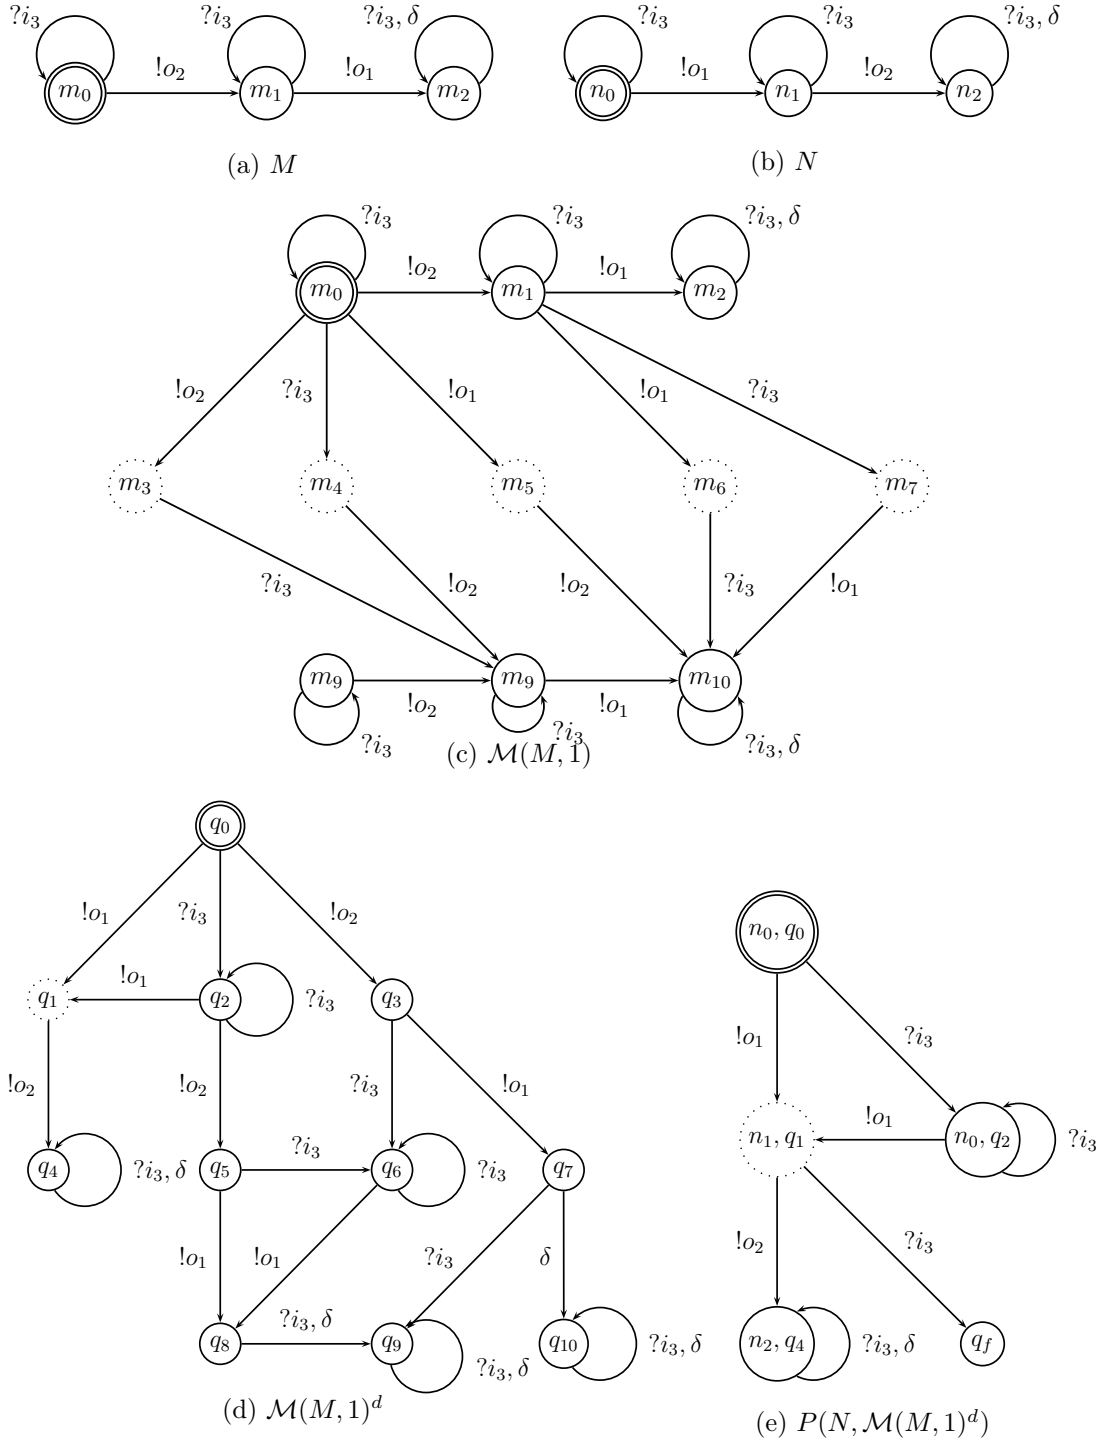 ?i₃ ?i₃ ?i₃, δ ?i₃ ?i₃ ?i₃, δ
m₀ !o₂ m₁ !o₁ m₂ n₀ !o₁ n₁ !o₂ n₂
(a) M (b) N
?i₃ ?i₃ ?i₃, δ
m₀ !o₂ m₁ !o₁ m₂
!o₂ ?i₃ !o₁ !o₁ ?i₃
m₃ m₄ m₅ m₆ m₇
?i₃ !o₂ !o₂ ?i₃ !o₁
m₉ !o₂ m₉ !o₁ m₁₀
?i₃ ?i₃ ?i₃, δ
(c) ℳ(M, 1)
q₀
!o₁ ?i₃ !o₂
q₁ !o₁ q₂ ?i₃ q₃
!o₂ !o₂ ?i₃ !o₁
q₄ ?i₃, δ q₅ ?i₃ q₆ ?i₃ q₇
!o₁ !o₁ ?i₃ δ
q₈ ?i₃, δ q₉ ?i₃, δ q₁₀ ?i₃, δ
(d) ℳ(M, 1)ᵈ
n₀, q₀
!o₁ ?i₃
n₁, q₁ !o₁ n₀, q₂ ?i₃
!o₂ ?i₃
n₂, q₄ ?i₃, δ q_f
(e) P(N, ℳ(M, 1)ᵈ)